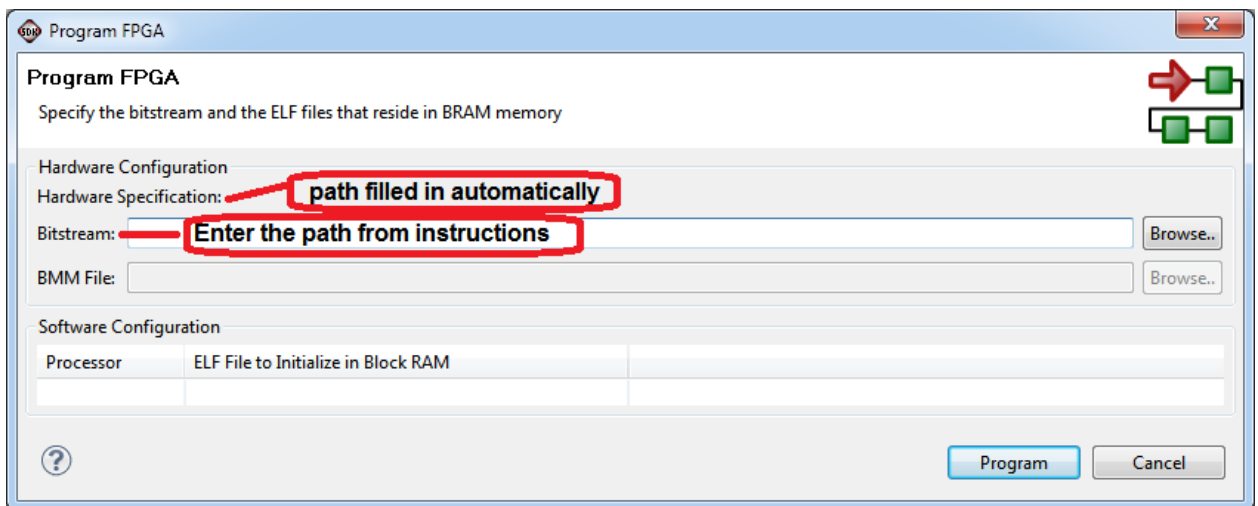 SDK Program FPGA
Program FPGA
Specify the bitstream and the ELF files that reside in BRAM memory
Hardware Configuration
Hardware Specification: path filled in automatically
Bitstream: Enter the path from instructions Browse..
BMM File: Browse..
Software Configuration
Processor ELF File to Initialize in Block RAM
? Program Cancel